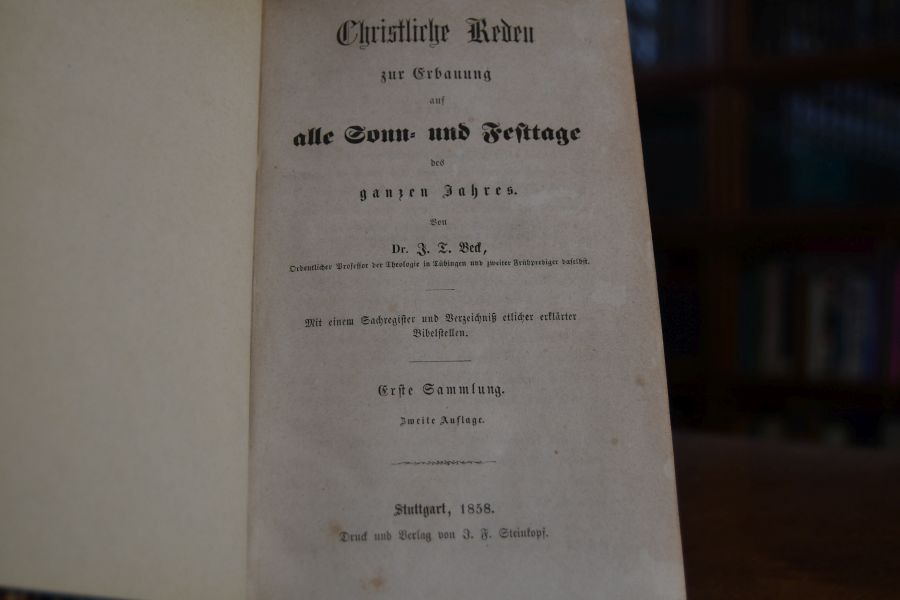 Christliche Reden
zur Erbauung
auf
alle Sonn- und Festtage
des
ganzen Jahres.
Von
Dr. J. T. Beck,
Ordentlicher Professor der Theologie in Tübingen und zweiter Frühprediger daselbst.
Mit einem Sachregister und Verzeichniß etlicher erklärter
Bibelstellen.
Erste Sammlung.
Zweite Auflage.
Stuttgart, 1858.
Druck und Verlag von J. F. Steinkopf.